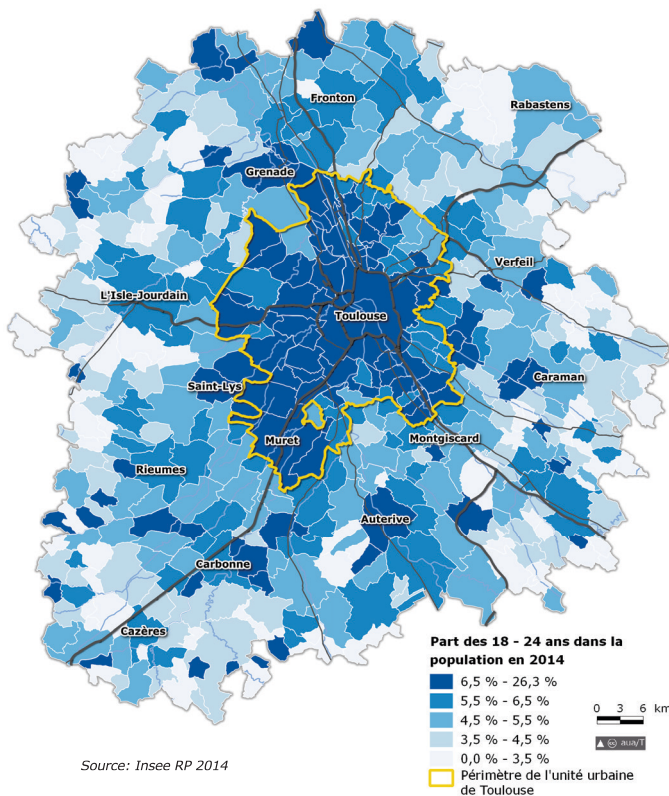 Fronton
Rabastens
Grenade
Verfeil
L'Isle-Jourdain
Toulouse
Saint-Lys
Caraman
Muret
Montgiscard
Rieumes
Auterive
Carbonne
Cazères
Part des 18 - 24 ans dans la
population en 2014
6,5 % - 26,3 %
5,5 % - 6,5 %
4,5 % - 5,5 %
3,5 % - 4,5 %
0,0 % - 3,5 %
Périmètre de l'unité urbaine
de Toulouse
0 3 6 km
cc aua/T
Source: Insee RP 2014